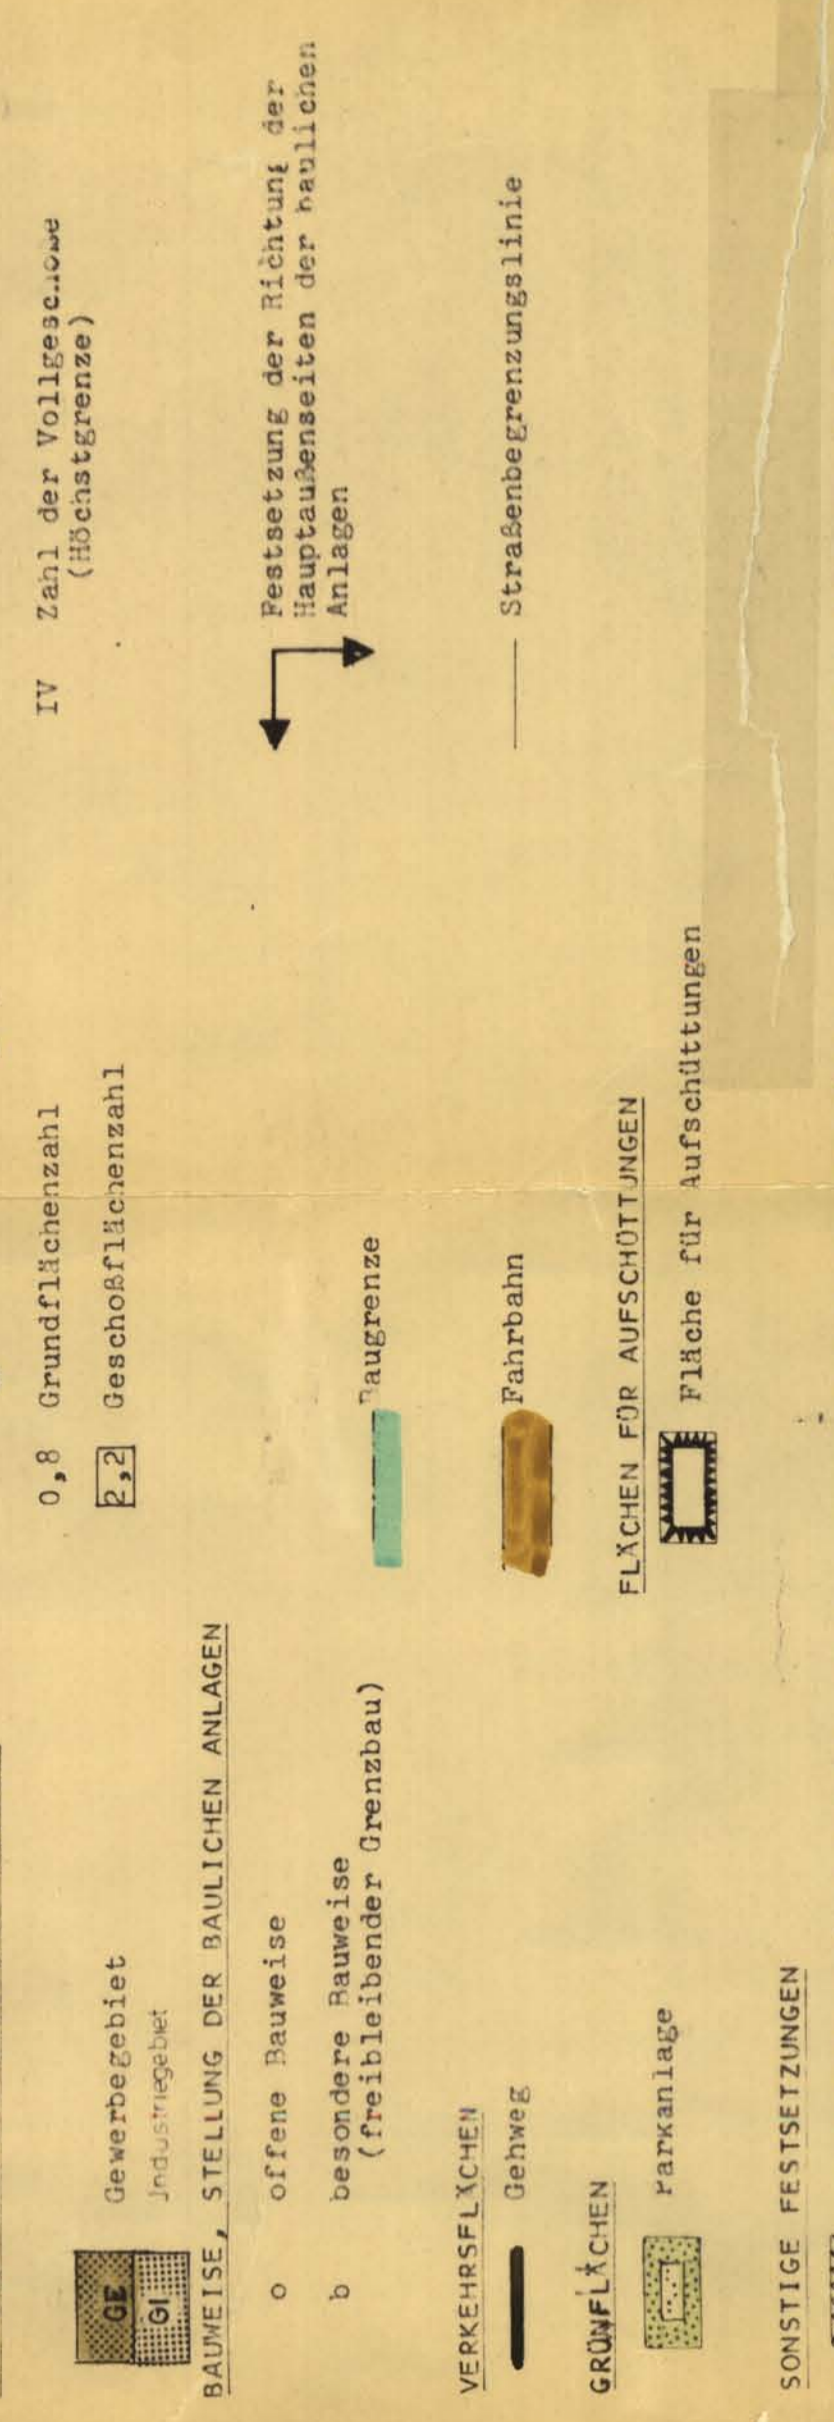 0,8 Grundflächenzahl
IV Zahl der Vollgeschoße
(Höchstgrenze)
GE Gewerbegebiet
2,2 Geschoßflächenzahl
GI Industriegebiet
BAUWEISE, STELLUNG DER BAULICHEN ANLAGEN
o offene Bauweise
Festsetzung der Richtung der
Hauptaußenseiten der baulichen
Anlagen
b besondere Bauweise
(freibleibender Grenzbau)
Baugrenze
VERKEHRSFLÄCHEN
Gehweg
Fahrbahn
Straßenbegrenzungslinie
GRÜNFLÄCHEN
FLÄCHEN FÜR AUFSCHÜTTUNGEN
Parkanlage
Fläche für Aufschüttungen
SONSTIGE FESTSETZUNGEN